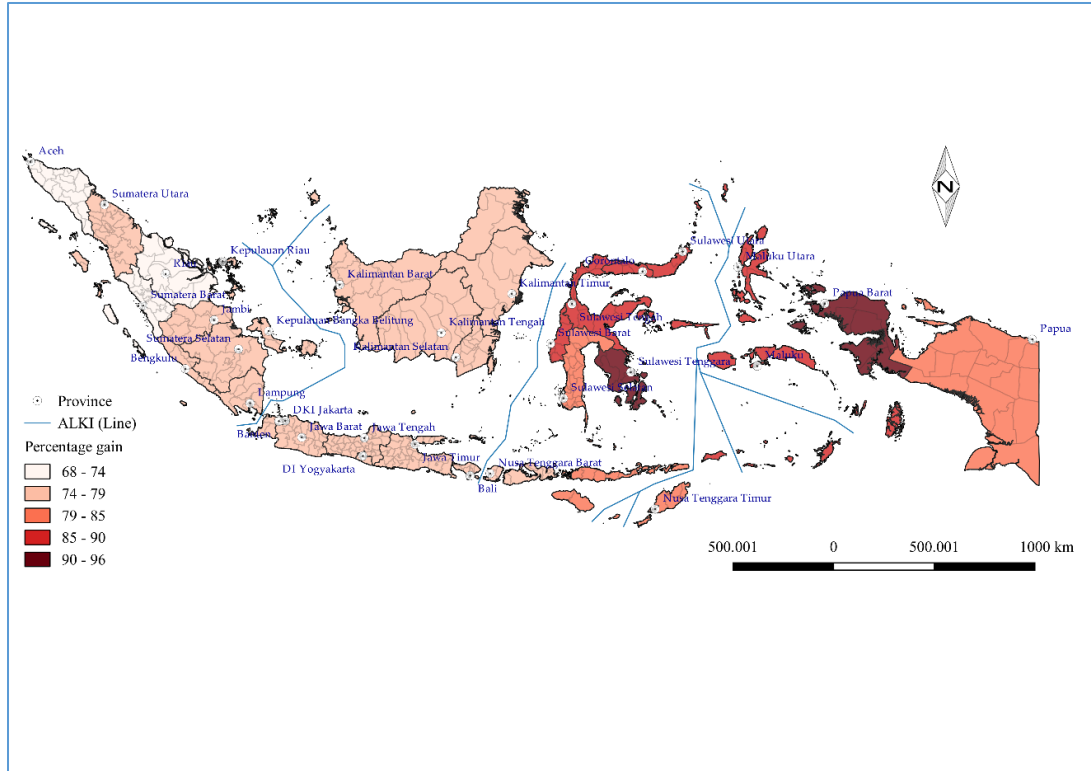 Aceh
Sumatera Utara
Kepulauan Riau
Riau
Sumatera Barat
Jambi
Kepulauan Bangka Belitung
Sumatera Selatan
Bengkulu
Lampung
DKI Jakarta
Banten
Jawa Barat
Jawa Tengah
DI Yogyakarta
Jawa Timur
Bali
Nusa Tenggara Barat
Nusa Tenggara Timur
Kalimantan Barat
Kalimantan Timur
Kalimantan Tengah
Kalimantan Selatan
Sulawesi Utara
Gorontalo
Sulawesi Tengah
Sulawesi Barat
Sulawesi Tenggara
Sulawesi Selatan
Maluku Utara
Maluku
Papua Barat
Papua
N
Province
ALKI (Line)
Percentage gain
68 - 74
74 - 79
79 - 85
85 - 90
90 - 96
500.001 0 500.001 1000 km